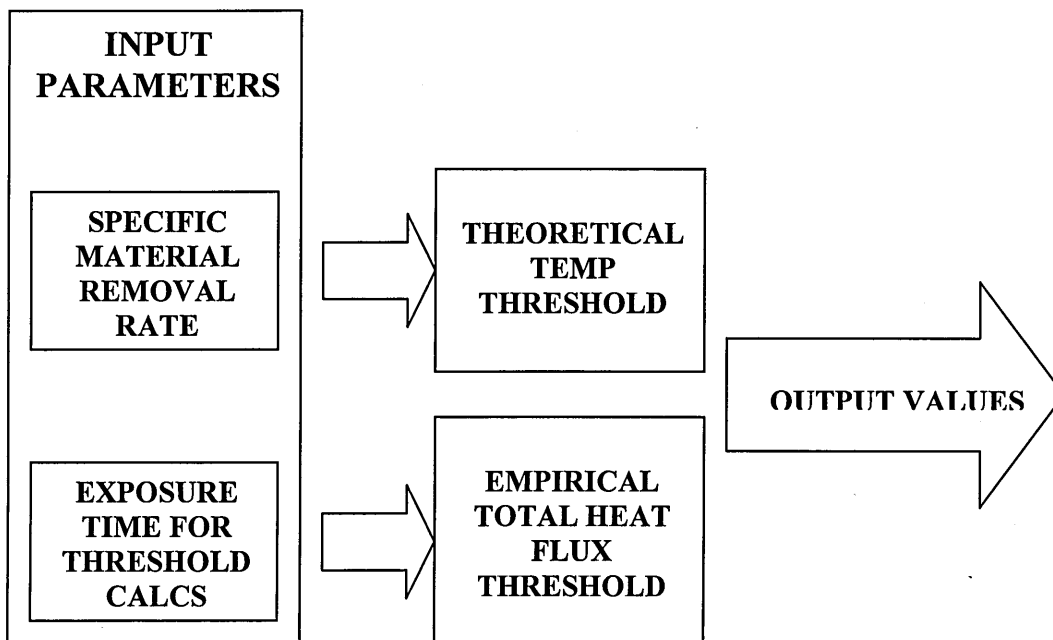 INPUT
PARAMETERS
SPECIFIC
MATERIAL
REMOVAL
RATE
THEORETICAL
TEMP
THRESHOLD
OUTPUT VALUES
EXPOSURE
TIME FOR
THRESHOLD
CALCS
EMPIRICAL
TOTAL HEAT
FLUX
THRESHOLD